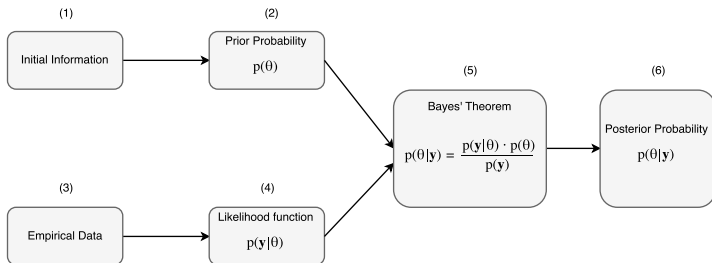 (1)
(2)
Initial Information
Prior Probability
p(θ)
(5)
(6)
Bayes' Theorem
p(θ|y) = p(y|θ) · p(θ) / p(y)
Posterior Probability
p(θ|y)
(3)
(4)
Empirical Data
Likelihood function
p(y|θ)